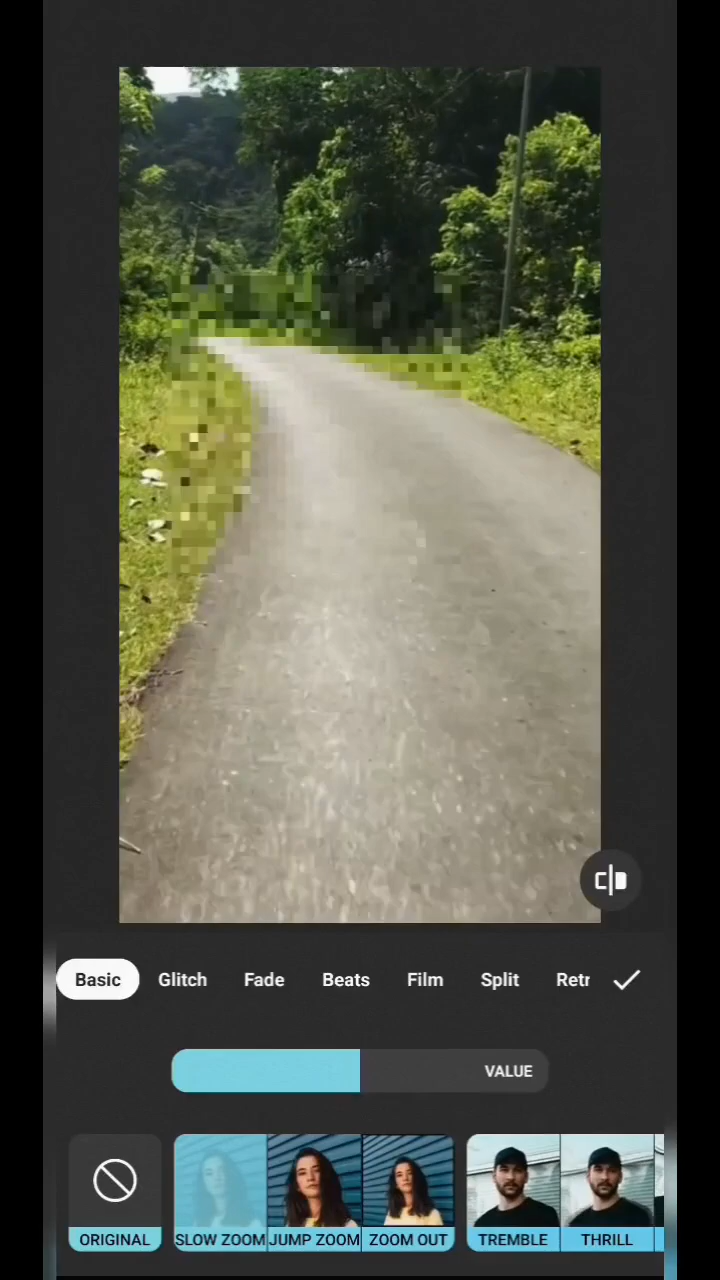 Basic Glitch Fade Beats Film Split Retr
VALUE
ORIGINAL SLOW ZOOM JUMP ZOOM ZOOM OUT TREMBLE THRILL